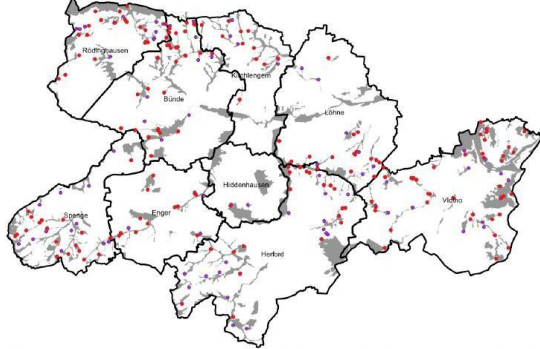 Rödinghausen
Kirchlengern
Bünde
Löhne
Hiddenhausen
Vlotho
Spenge
Enger
Herford